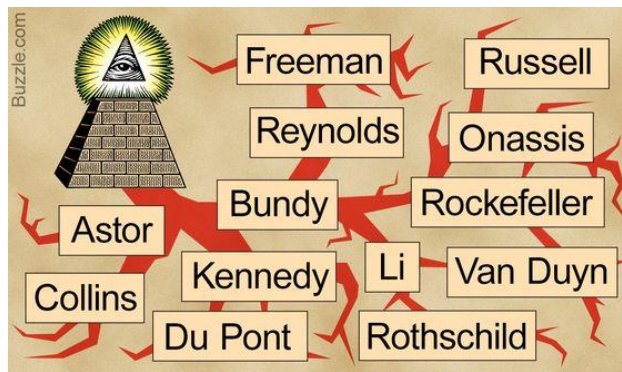 Buzzle.com
Freeman
Russell
Reynolds
Onassis
Bundy
Rockefeller
Astor
Kennedy
Li
Van Duyn
Collins
Du Pont
Rothschild